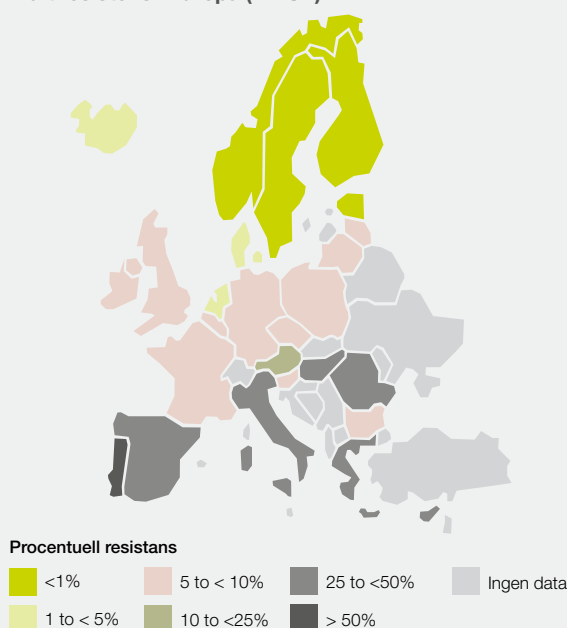 Procentuell resistans
<1%
5 to < 10%
25 to <50%
Ingen data
1 to < 5%
10 to <25%
> 50%